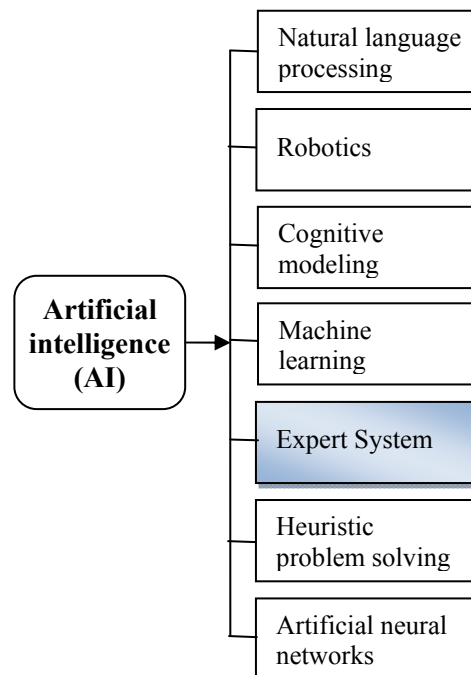 Natural language
processing
Robotics
Cognitive
modeling
Artificial
intelligence
(AI)
Machine
learning
Expert System
Heuristic
problem solving
Artificial neural
networks